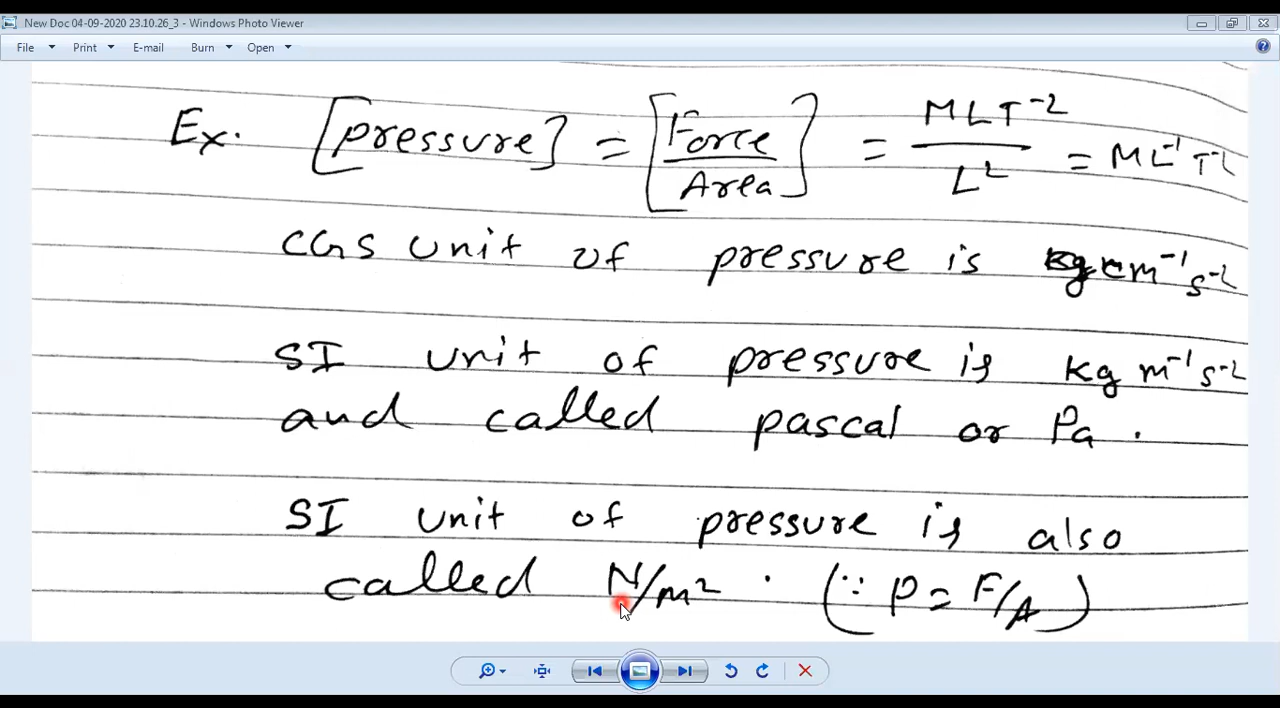 New Doc 04-09-2020 23.10.26_3 - Windows Photo Viewer
File Print E-mail Burn Open
Ex. [pressure] = [Force/Area] = MLT⁻²/L² = ML⁻¹T⁻²
CGS unit of pressure is g cm⁻¹ s⁻²
SI unit of pressure is kg m⁻¹ s⁻²
and called pascal or Pa.
SI unit of pressure is also
called N/m². (∵ P = F/A)